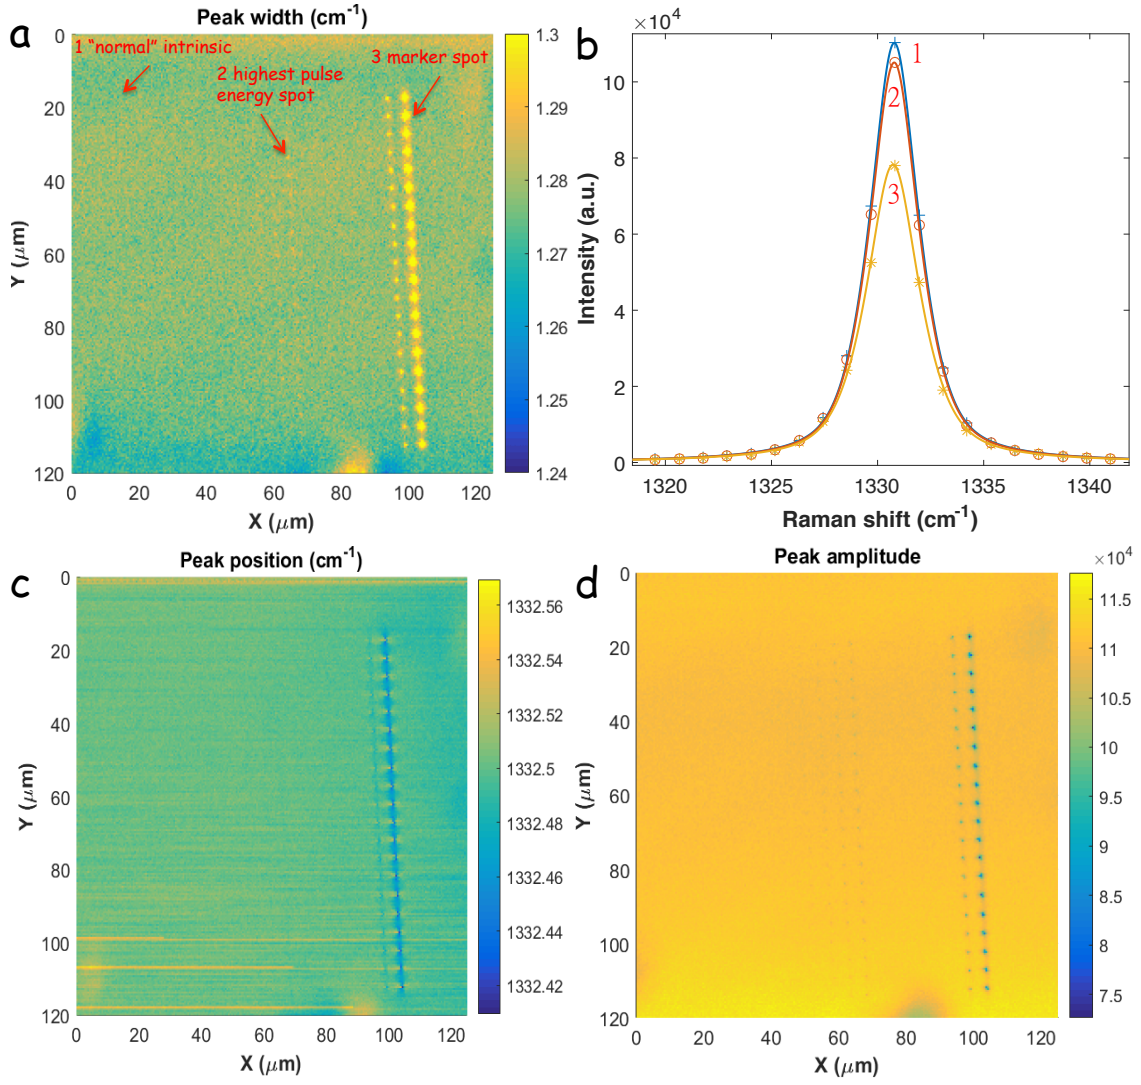 a
Peak width (cm⁻¹)
1 “normal” intrinsic
2 highest pulse
energy spot
3 marker spot
0
20
40
60
80
100
120
Y (μm)
0 20 40 60 80 100 120
X (μm)
1.3
1.29
1.28
1.27
1.26
1.25
1.24
b
×10⁴
10
8
6
4
2
0
Intensity (a.u.)
1
2
3
1320 1325 1330 1335 1340
Raman shift (cm⁻¹)
c
Peak position (cm⁻¹)
0
20
40
60
80
100
120
Y (μm)
0 20 40 60 80 100 120
X (μm)
1332.56
1332.54
1332.52
1332.5
1332.48
1332.46
1332.44
1332.42
d
Peak amplitude
×10⁴
0
20
40
60
80
100
120
Y (μm)
0 20 40 60 80 100 120
X (μm)
11.5
11
10.5
10
9.5
9
8.5
8
7.5